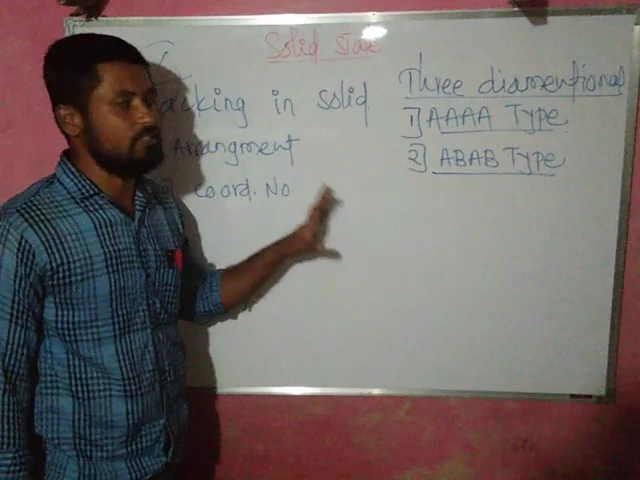 Solid state
Packing in solid
Arrangment
Coord. No
Three diamentional
1] AAAA Type
2] ABAB Type